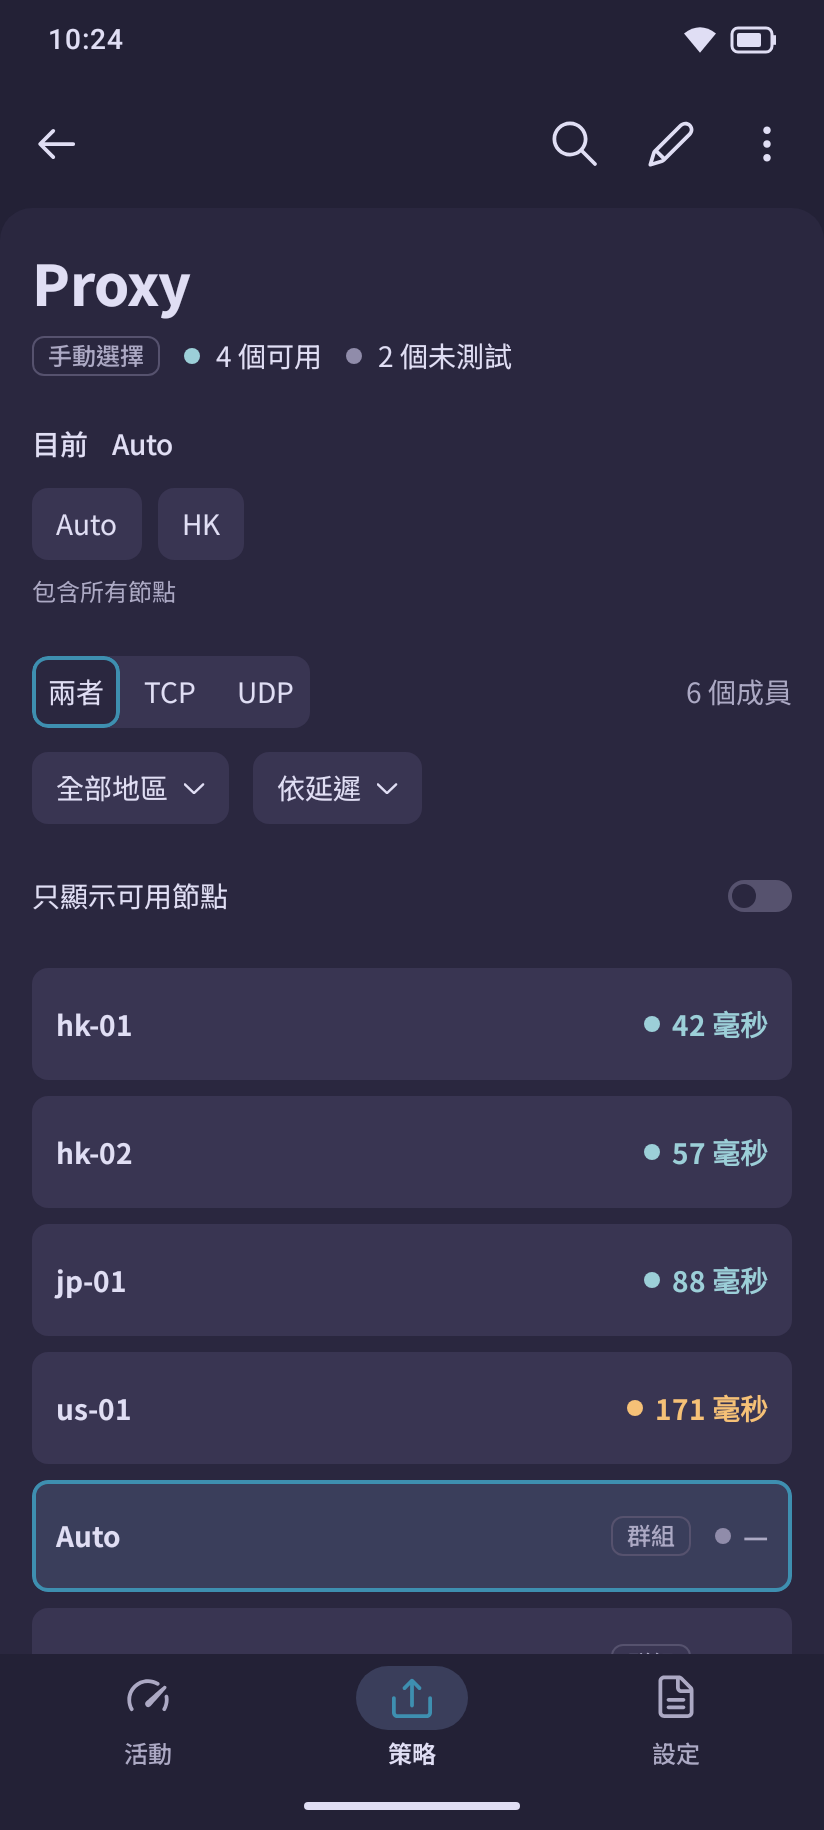 10:24
Proxy
手動選擇 4 個可用 2 個未測試
目前 Auto
Auto HK
包含所有節點
兩者 TCP UDP 6 個成員
全部地區 依延遲
只顯示可用節點
hk-01 42 毫秒
hk-02 57 毫秒
jp-01 88 毫秒
us-01 171 毫秒
Auto 群組 —
活動 策略 設定